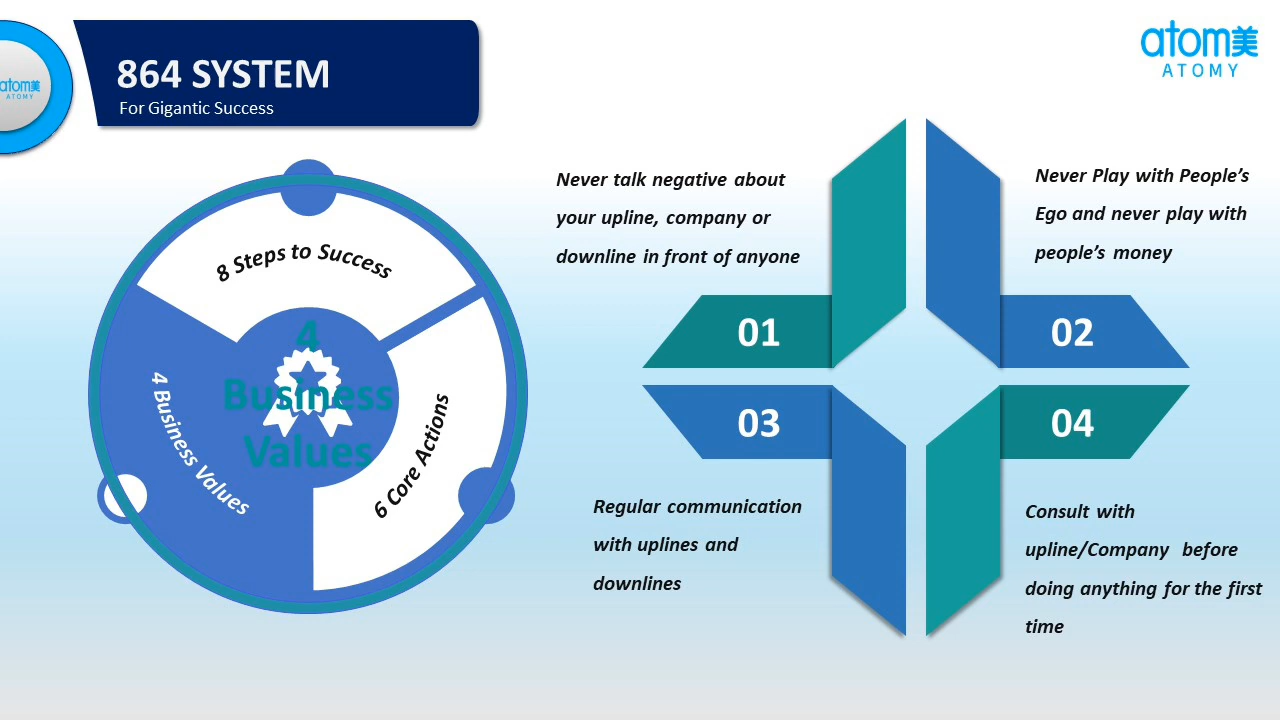 atom美
ATOMY
864 SYSTEM
For Gigantic Success
atom美
ATOMY
8 Steps to Success
4 Business Values
6 Core Actions
4
Business
Values
Never talk negative about
your upline, company or
downline in front of anyone
01
Never Play with People’s
Ego and never play with
people’s money
02
03
Regular communication
with uplines and
downlines
04
Consult with
upline/Company before
doing anything for the first
time